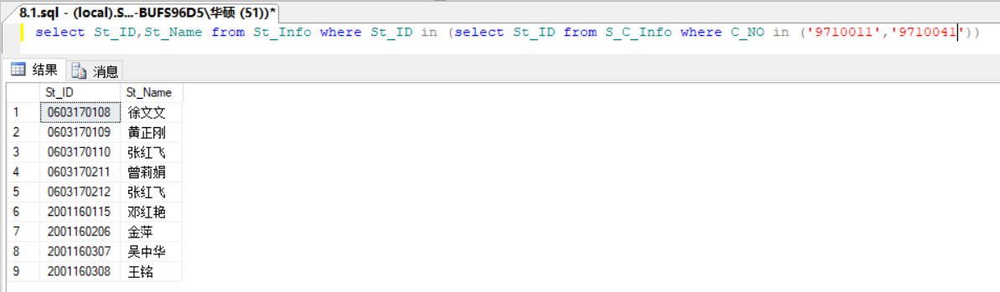 8.1.sql - (local).S...-BUFS96D5\华硕 (51))*
select St_ID,St_Name from St_Info where St_ID in (select St_ID from S_C_Info where C_NO in ('9710011','9710041'))
结果 消息
St_ID St_Name
1 0603170108 徐文文
2 0603170109 黄正刚
3 0603170110 张红飞
4 0603170211 曾莉娟
5 0603170212 张红飞
6 2001160115 邓红艳
7 2001160206 金萍
8 2001160307 吴中华
9 2001160308 王铭